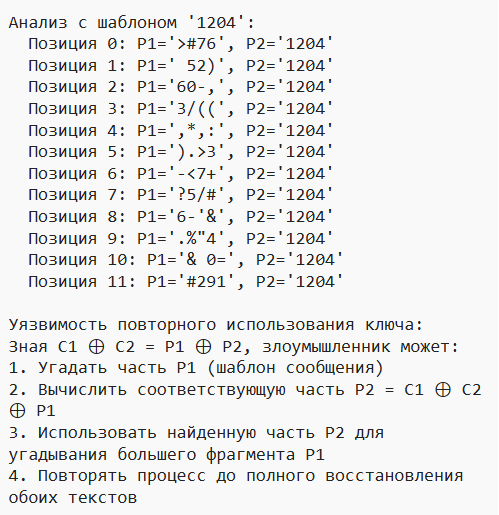 Анализ с шаблоном '1204':
Позиция 0: P1='>#76', P2='1204'
Позиция 1: P1=' 52)', P2='1204'
Позиция 2: P1='60-,', P2='1204'
Позиция 3: P1='3/((', P2='1204'
Позиция 4: P1=',*,:', P2='1204'
Позиция 5: P1=').>3', P2='1204'
Позиция 6: P1='-<7+', P2='1204'
Позиция 7: P1='?5/#', P2='1204'
Позиция 8: P1='6-'&', P2='1204'
Позиция 9: P1='.%"4', P2='1204'
Позиция 10: P1='& 0=', P2='1204'
Позиция 11: P1='#291', P2='1204'
Уязвимость повторного использования ключа:
Зная C1 ⊕ C2 = P1 ⊕ P2, злоумышленник может:
1. Угадать часть P1 (шаблон сообщения)
2. Вычислить соответствующую часть P2 = C1 ⊕ C2
⊕ P1
3. Использовать найденную часть P2 для
угадывания большего фрагмента P1
4. Повторять процесс до полного восстановления
обоих текстов